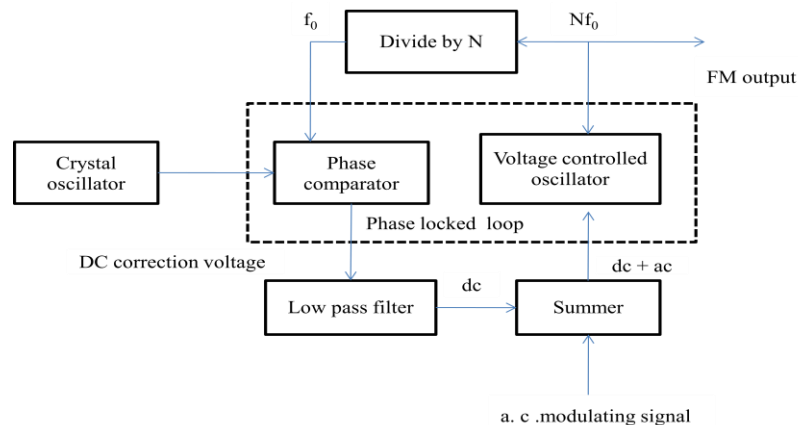 f0
Nf0
Divide by N
FM output
Crystal
oscillator
Phase
comparator
Voltage controlled
oscillator
Phase locked loop
DC correction voltage
dc + ac
dc
Low pass filter
Summer
a. c .modulating signal